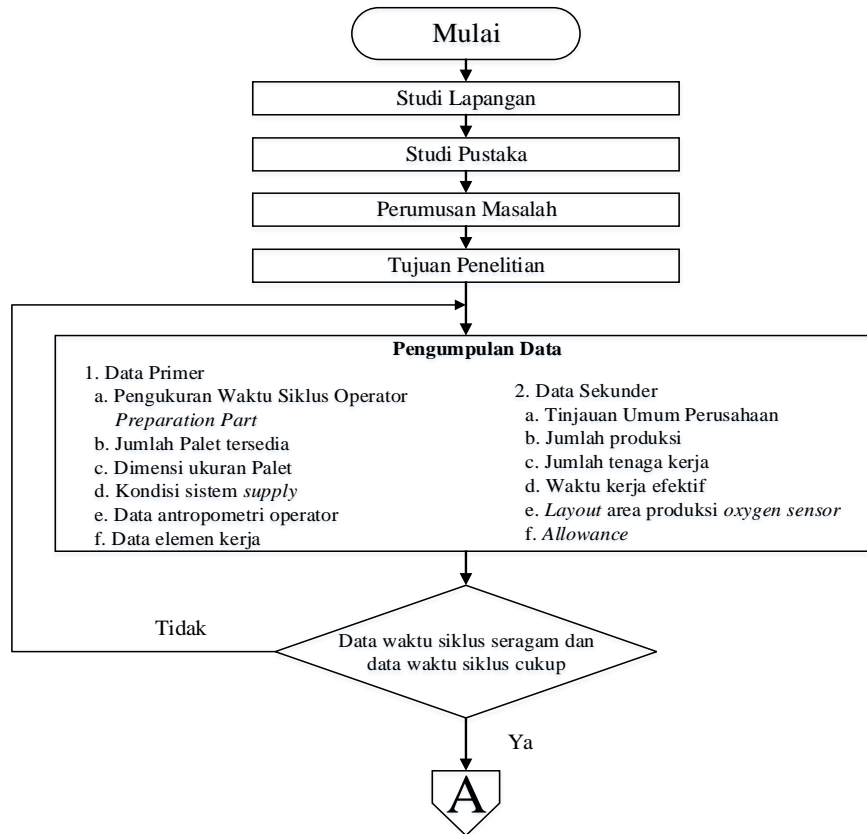 Mulai
Studi Lapangan
Studi Pustaka
Perumusan Masalah
Tujuan Penelitian
Pengumpulan Data
1. Data Primer
a. Pengukuran Waktu Siklus Operator
Preparation Part
b. Jumlah Palet tersedia
c. Dimensi ukuran Palet
d. Kondisi sistem supply
e. Data antropometri operator
f. Data elemen kerja
2. Data Sekunder
a. Tinjauan Umum Perusahaan
b. Jumlah produksi
c. Jumlah tenaga kerja
d. Waktu kerja efektif
e. Layout area produksi oxygen sensor
f. Allowance
Tidak
Data waktu siklus seragam dan
data waktu siklus cukup
Ya
A